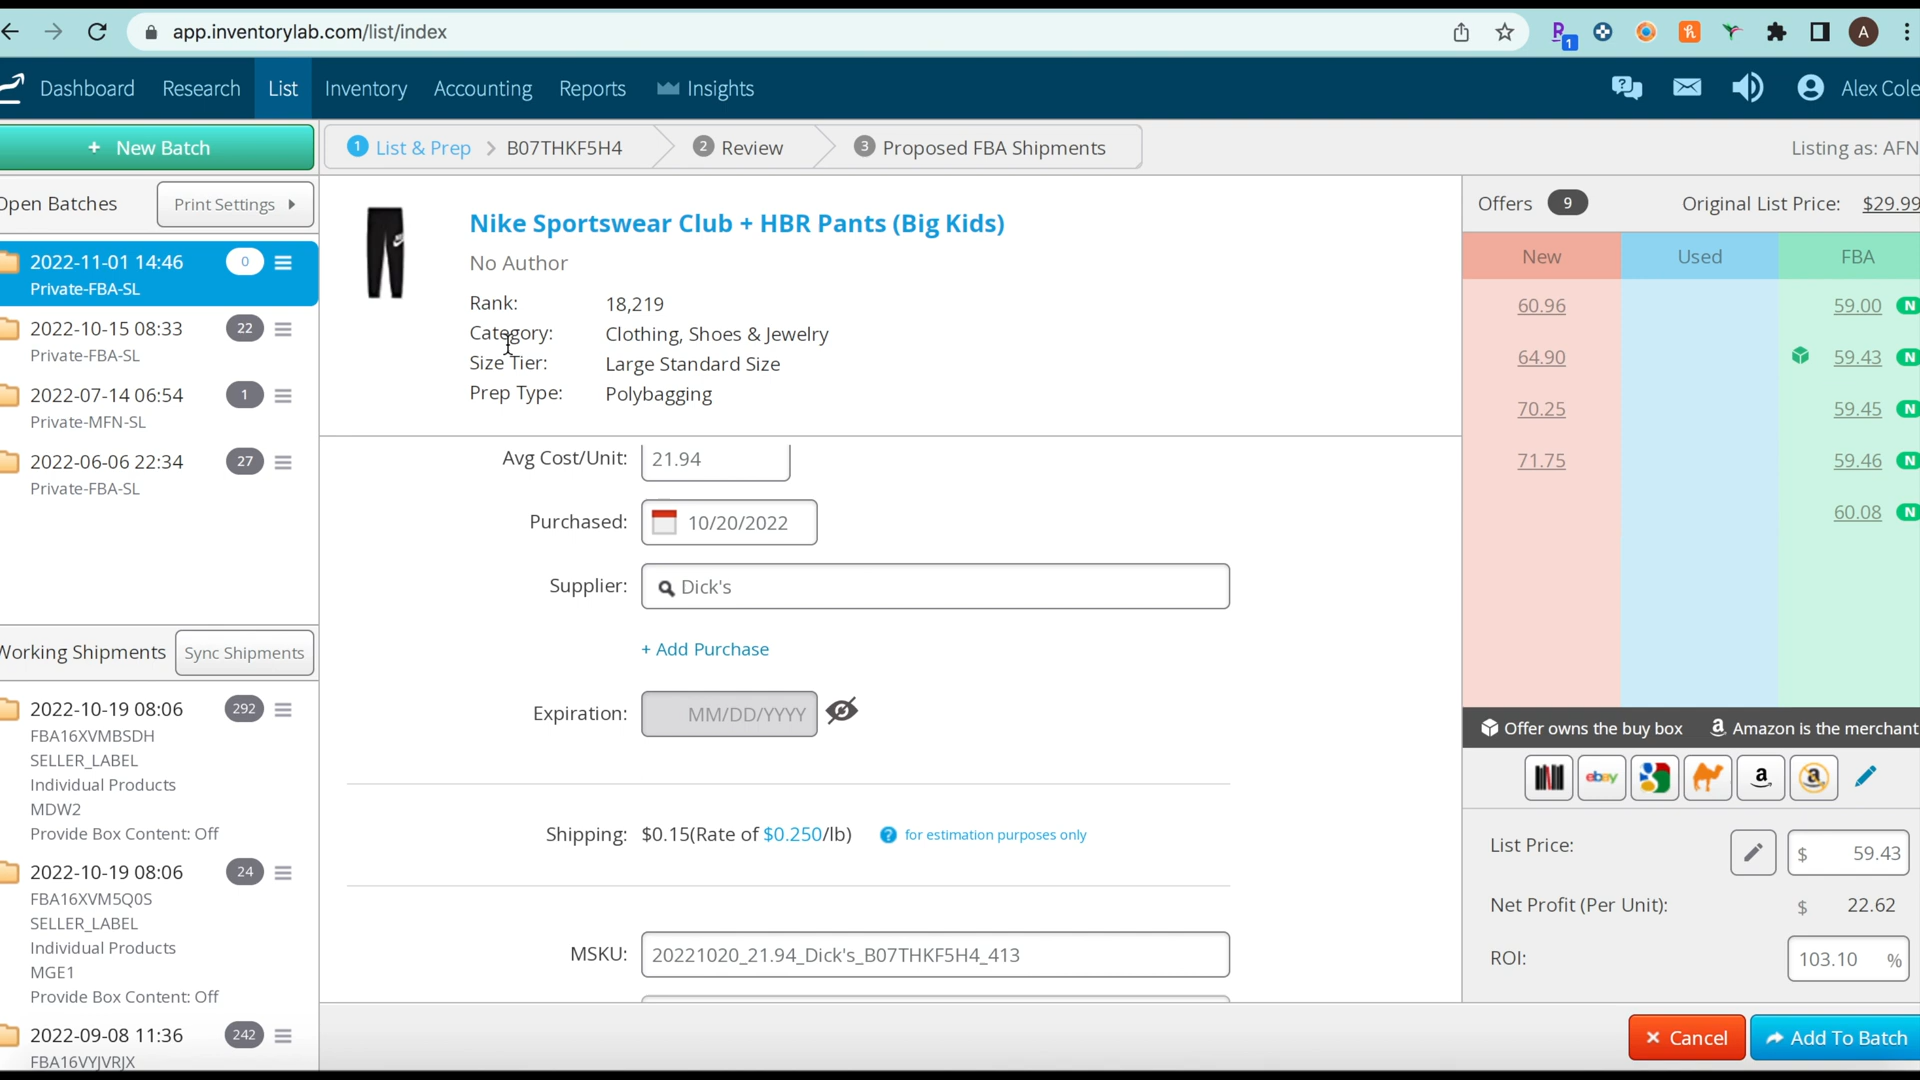 app.inventorylab.com/list/index
1
A
Dashboard
Research
List
Inventory
Accounting
Reports
Insights
Alex Cole
+ New Batch
1 List & Prep > B07THKF5H4
2 Review
3 Proposed FBA Shipments
Listing as: AFN
Open Batches
Print Settings
2022-11-01 14:46
0
Private-FBA-SL
2022-10-15 08:33
22
Private-FBA-SL
2022-07-14 06:54
1
Private-MFN-SL
2022-06-06 22:34
27
Private-FBA-SL
Working Shipments
Sync Shipments
2022-10-19 08:06
292
FBA16XVMBSDH
SELLER_LABEL
Individual Products
MDW2
Provide Box Content: Off
2022-10-19 08:06
24
FBA16XVM5Q0S
SELLER_LABEL
Individual Products
MGE1
Provide Box Content: Off
2022-09-08 11:36
242
FBA16VYJVRJX
Nike Sportswear Club + HBR Pants (Big Kids)
No Author
Rank: 18,219
Category: Clothing, Shoes & Jewelry
Size Tier: Large Standard Size
Prep Type: Polybagging
Avg Cost/Unit: 21.94
Purchased: 10/20/2022
Supplier: Dick's
+ Add Purchase
Expiration: MM/DD/YYYY
Shipping: $0.15(Rate of $0.250/lb) ? for estimation purposes only
MSKU: 20221020_21.94_Dick's_B07THKF5H4_413
Offers 9
Original List Price: $29.99
New
Used
FBA
60.96
59.00 N
64.90
59.43 N
70.25
59.45 N
71.75
59.46 N
60.08 N
Offer owns the buy box
a Amazon is the merchant
ebay
a
a
List Price: $ 59.43
Net Profit (Per Unit): $ 22.62
ROI: 103.10 %
× Cancel
Add To Batch